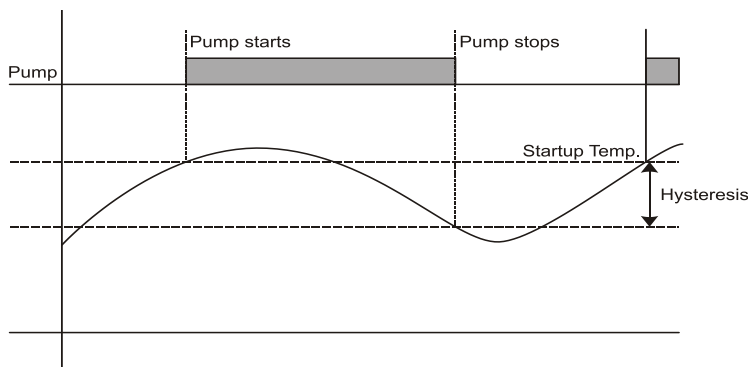 Pump starts
Pump stops
Pump
Startup Temp.
Hysteresis